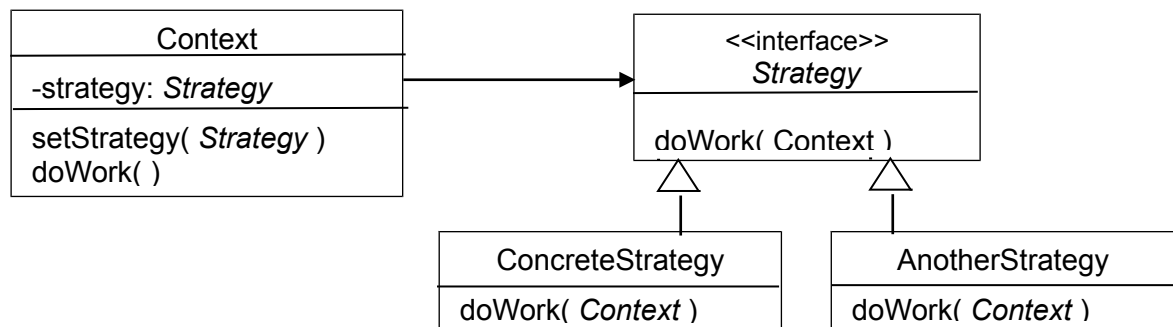 Context
-strategy: Strategy
setStrategy( Strategy )
doWork( )
<<interface>>
Strategy
doWork( Context )
ConcreteStrategy
doWork( Context )
AnotherStrategy
doWork( Context )